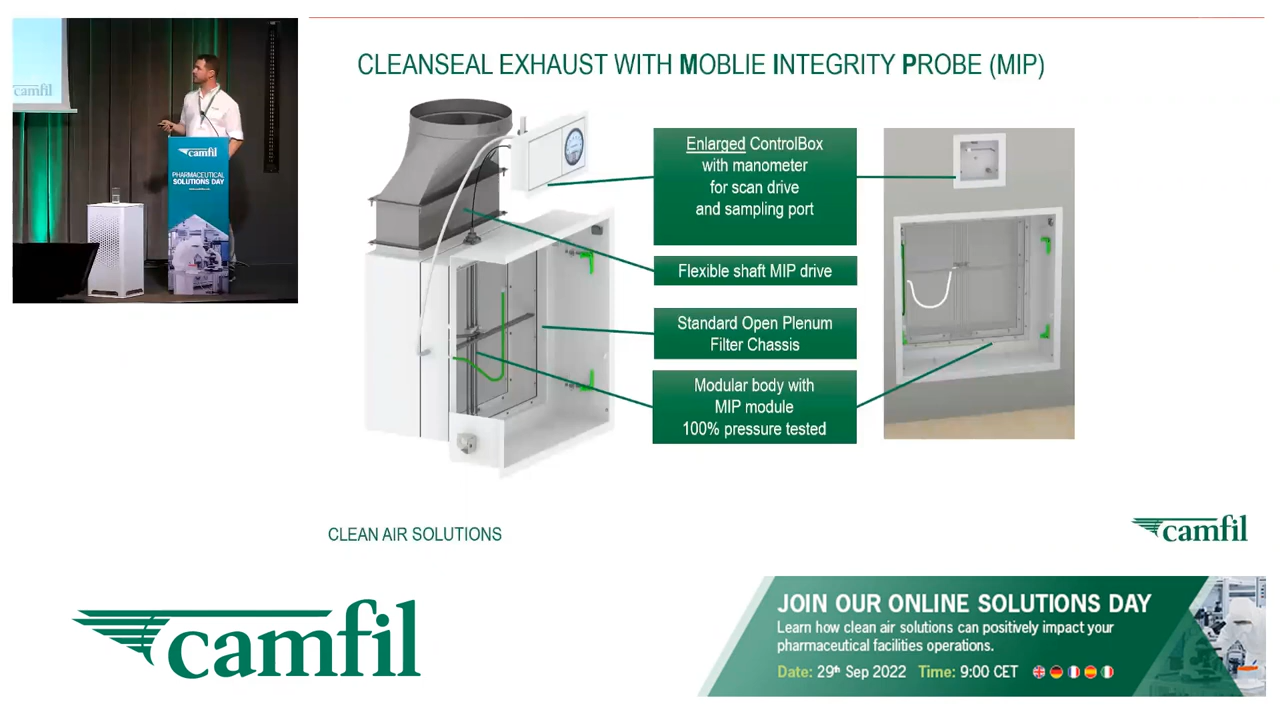 camfil
camfil
PHARMACEUTICAL
SOLUTIONS DAY
CLEANSEAL EXHAUST WITH MOBLIE INTEGRITY PROBE (MIP)
Enlarged ControlBox
with manometer
for scan drive
and sampling port
Flexible shaft MIP drive
Standard Open Plenum
Filter Chassis
Modular body with
MIP module
100% pressure tested
CLEAN AIR SOLUTIONS
camfil
camfil
JOIN OUR ONLINE SOLUTIONS DAY
Learn how clean air solutions can positively impact your
pharmaceutical facilities operations.
Date: 29th Sep 2022 Time: 9:00 CET